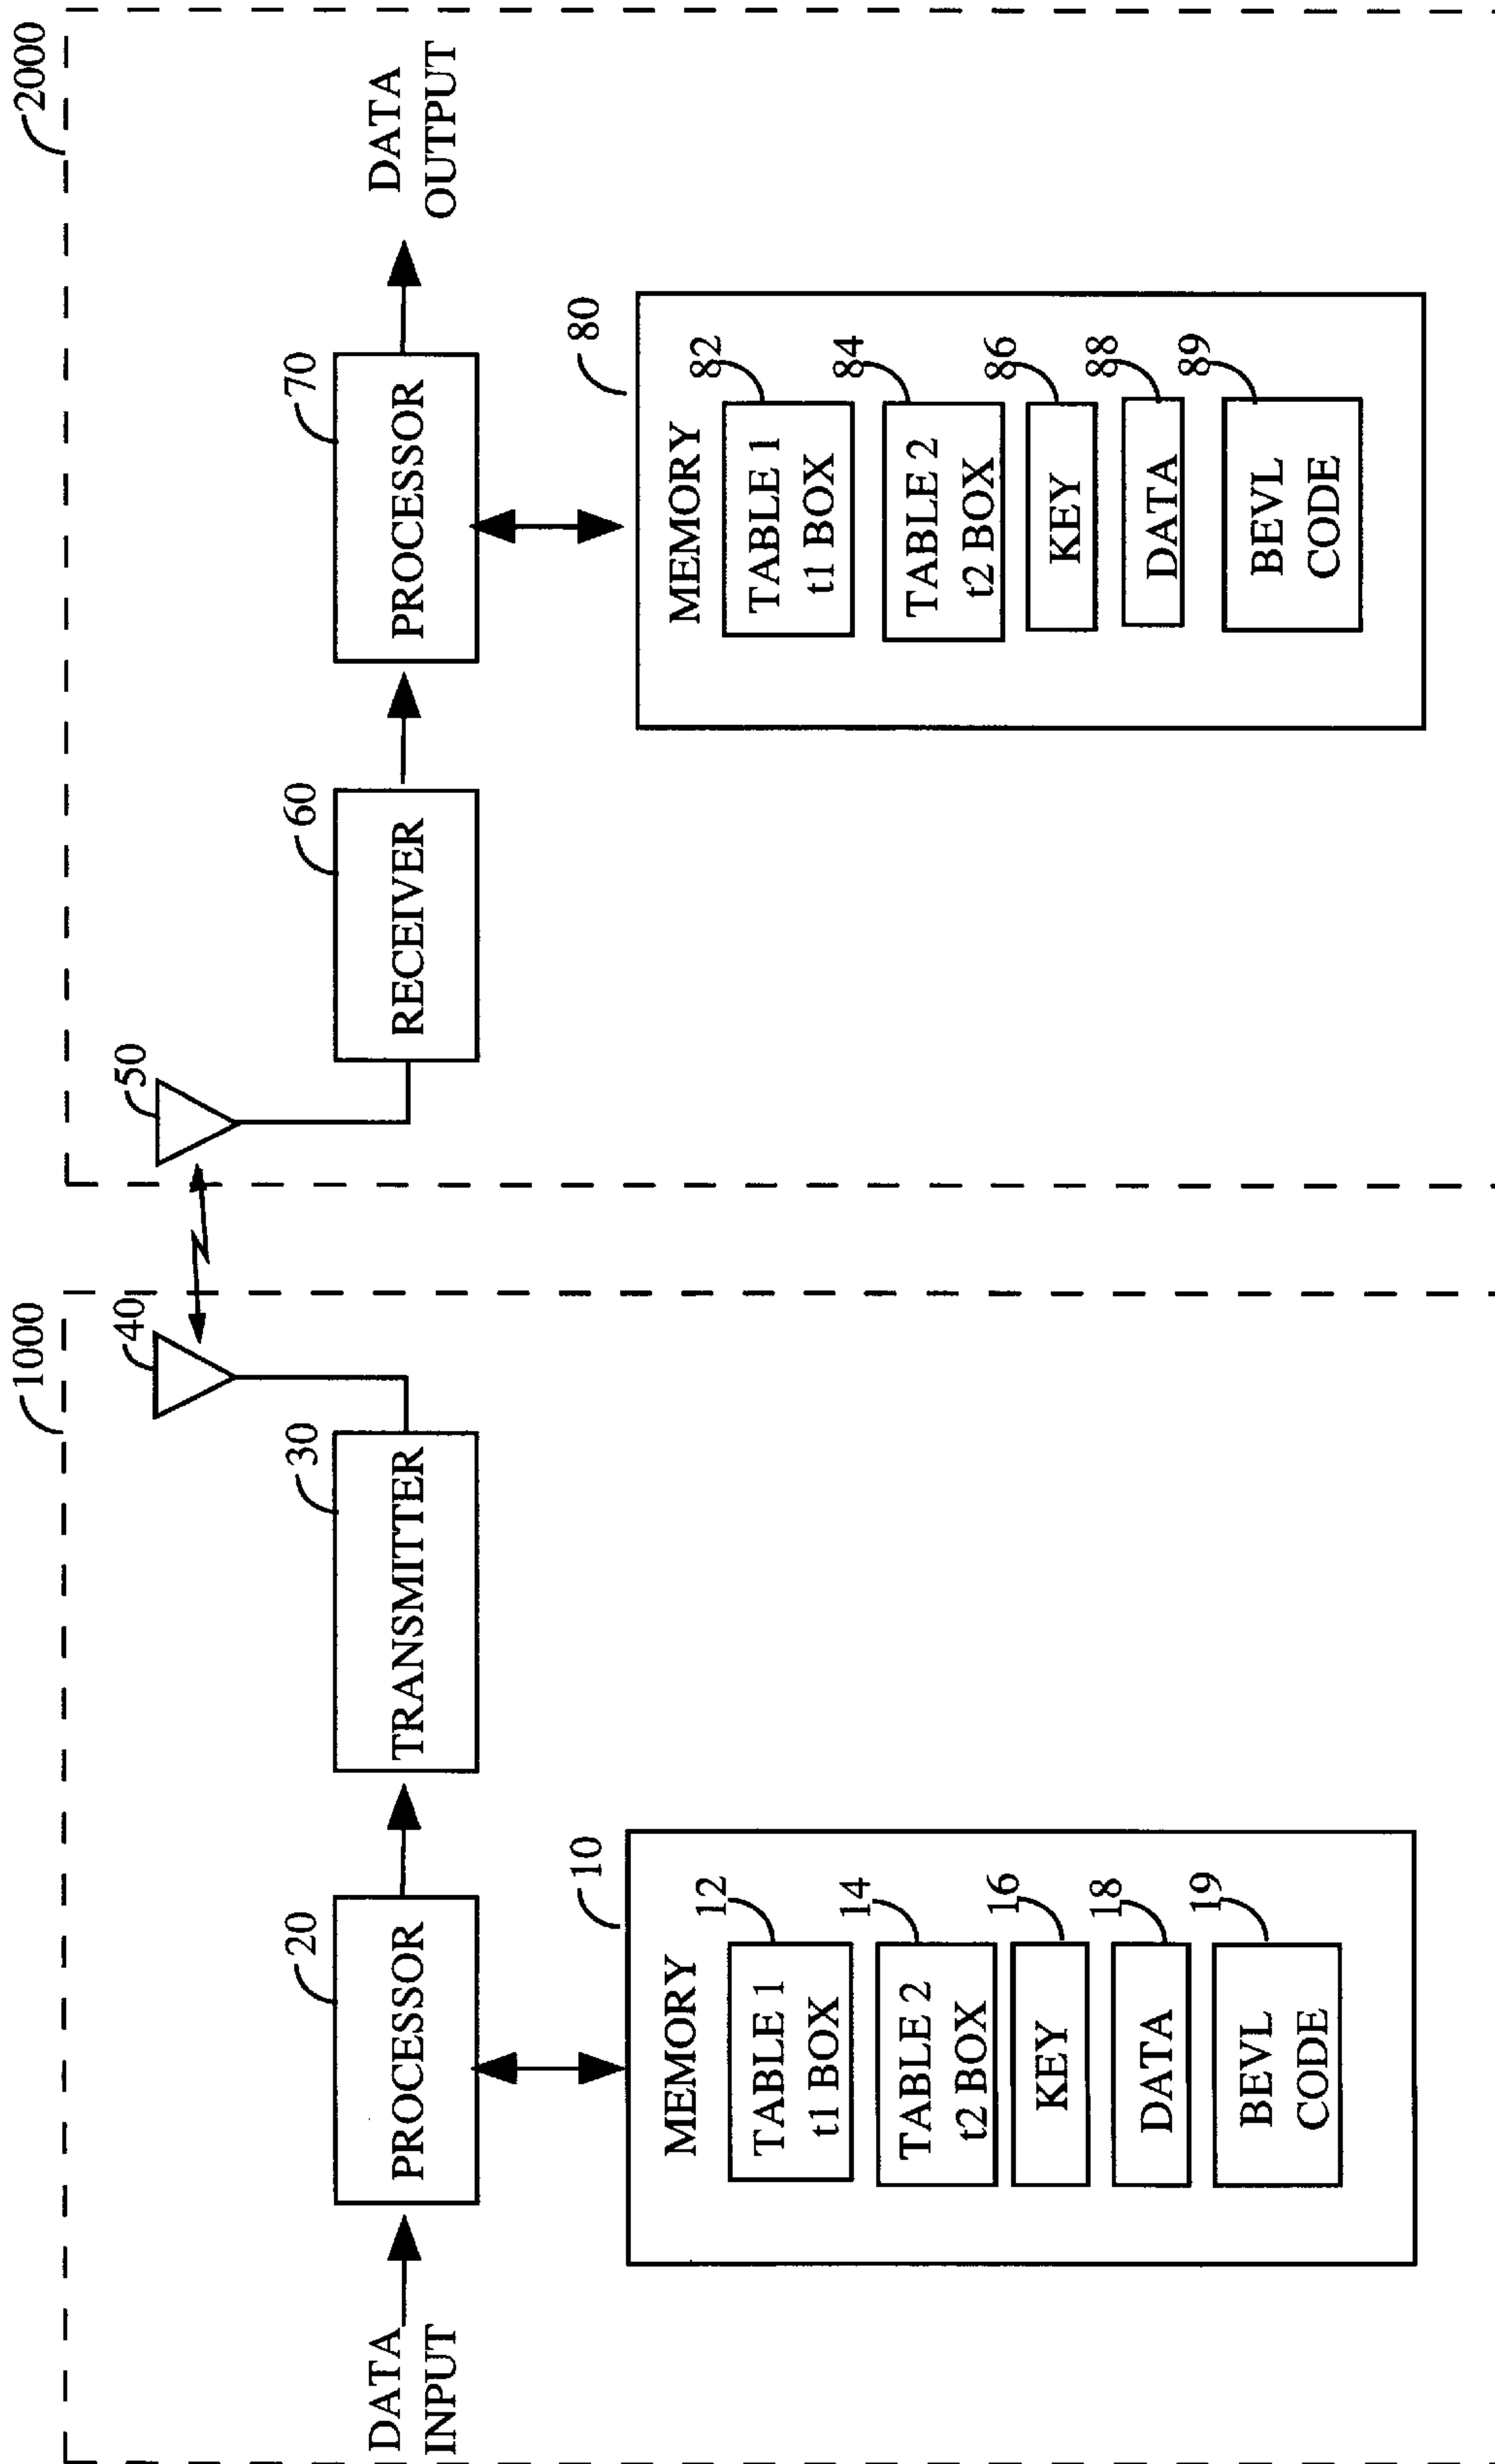 1000
DATA
INPUT
20
PROCESSOR
30
TRANSMITTER
40
10
MEMORY
12
TABLE 1
t1 BOX
14
TABLE 2
t2 BOX
16
KEY
18
DATA
19
BEVL
CODE
2000
50
60
RECEIVER
70
PROCESSOR
DATA
OUTPUT
80
MEMORY
82
TABLE 1
t1 BOX
84
TABLE 2
t2 BOX
86
KEY
88
DATA
89
BEVL
CODE